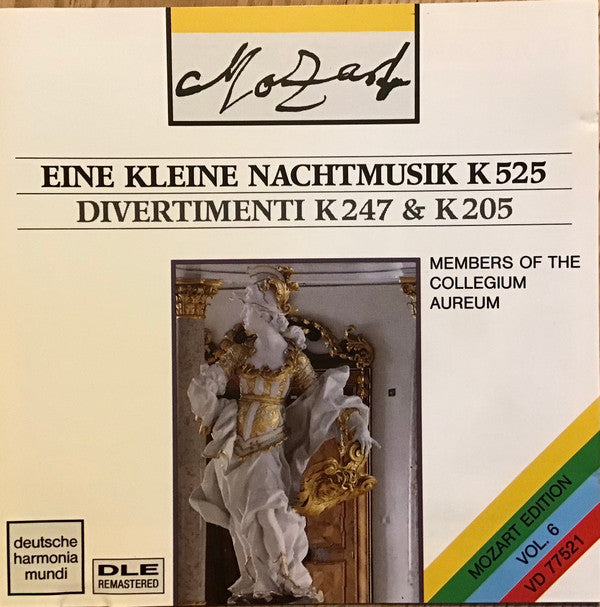 Mozart
EINE KLEINE NACHTMUSIK K 525
DIVERTIMENTI K 247 & K 205
MEMBERS OF THE
COLLEGIUM
AUREUM
deutsche
harmonia
mundi
DLE
REMASTERED
MOZART EDITION
VOL. 6
VD 77521